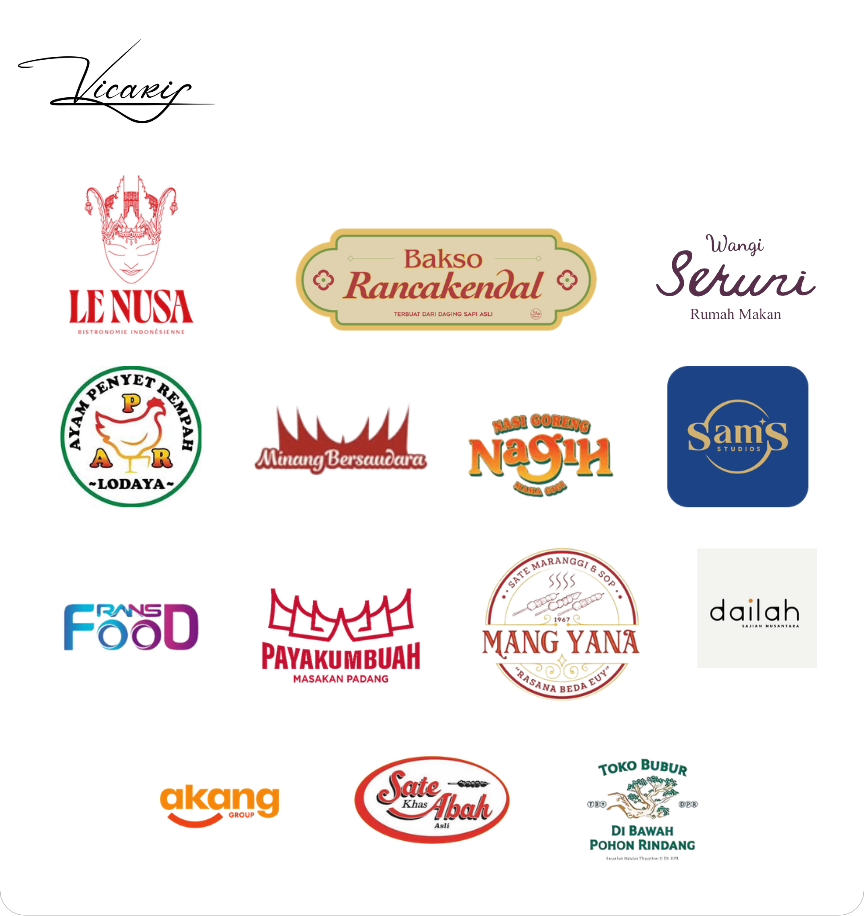 Vicaris
LE NUSA
BISTRONOMIE INDONÉSIENNE
Bakso
Rancakendal
TERBUAT DARI DAGING SAPI ASLI
Wangi
Seruni
Rumah Makan
AYAM PENYET REMPAH
P
A R
~LODAYA~
Minang Bersaudara
NASI GORENG
NagiH
Sam's
STUDIOS
RANS
FOOD
PAYAKUMBUAH
MASAKAN PADANG
SATE MARANGGI & SOP
1967
MANG YANA
"RASANA BEDA EUY"
dailah
SAJIAN NUSANTARA
akang
GROUP
Sate
Khas Abah
Asli
TOKO BUBUR
DI BAWAH
POHON RINDANG